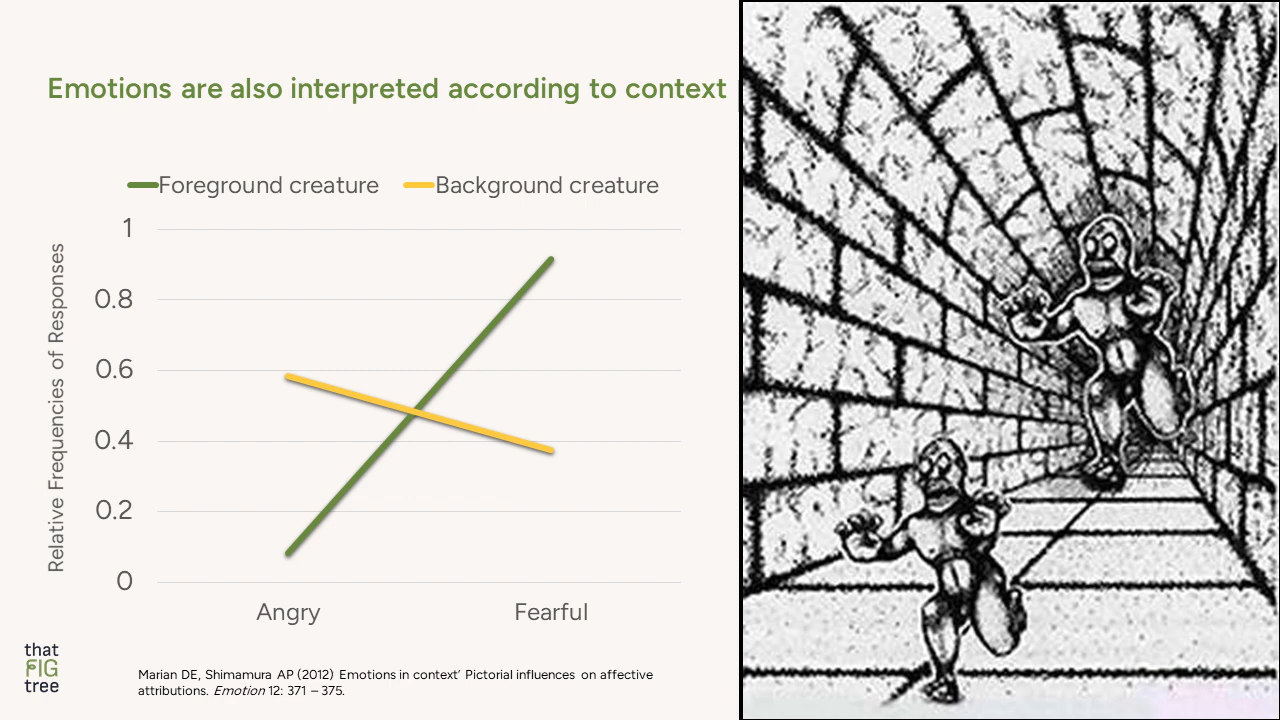 Emotions are also interpreted according to context
Foreground creature Background creature
Relative Frequencies of Responses
1
0.8
0.6
0.4
0.2
0
Angry Fearful
that
FIG
tree
Marian DE, Shimamura AP (2012) Emotions in context' Pictorial influences on affective
attributions. Emotion 12: 371 – 375.